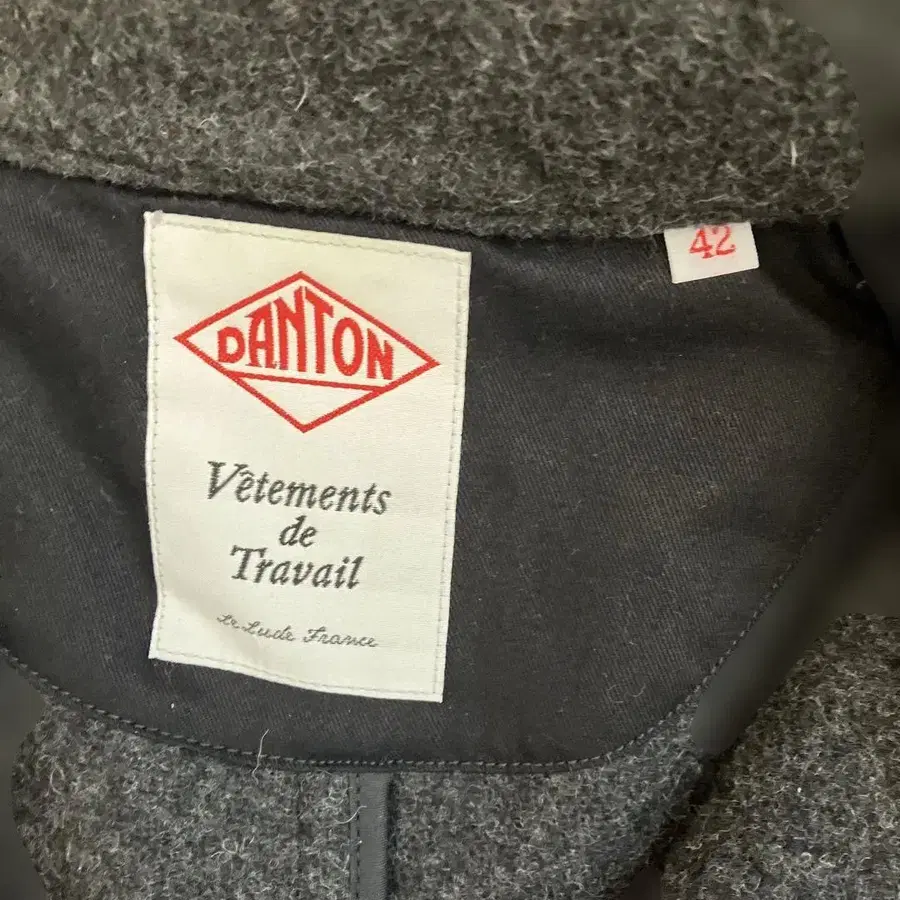 42
DANTON
Vêtements
de
Travail
Le Lude France